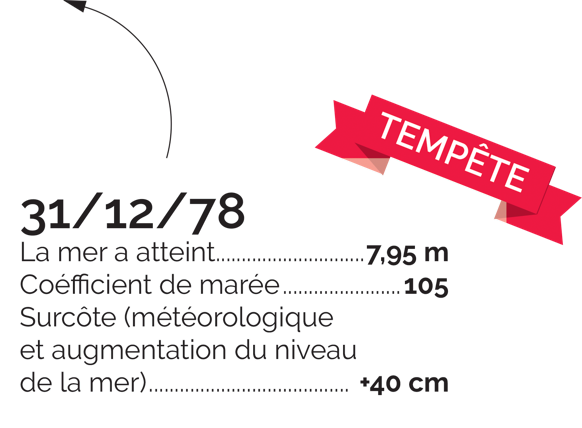 TEMPÊTE
31/12/78
La mer a atteint............................7,95 m
Coéfficient de marée.......................105
Surcôte (météorologique
et augmentation du niveau
de la mer)....................................... +40 cm